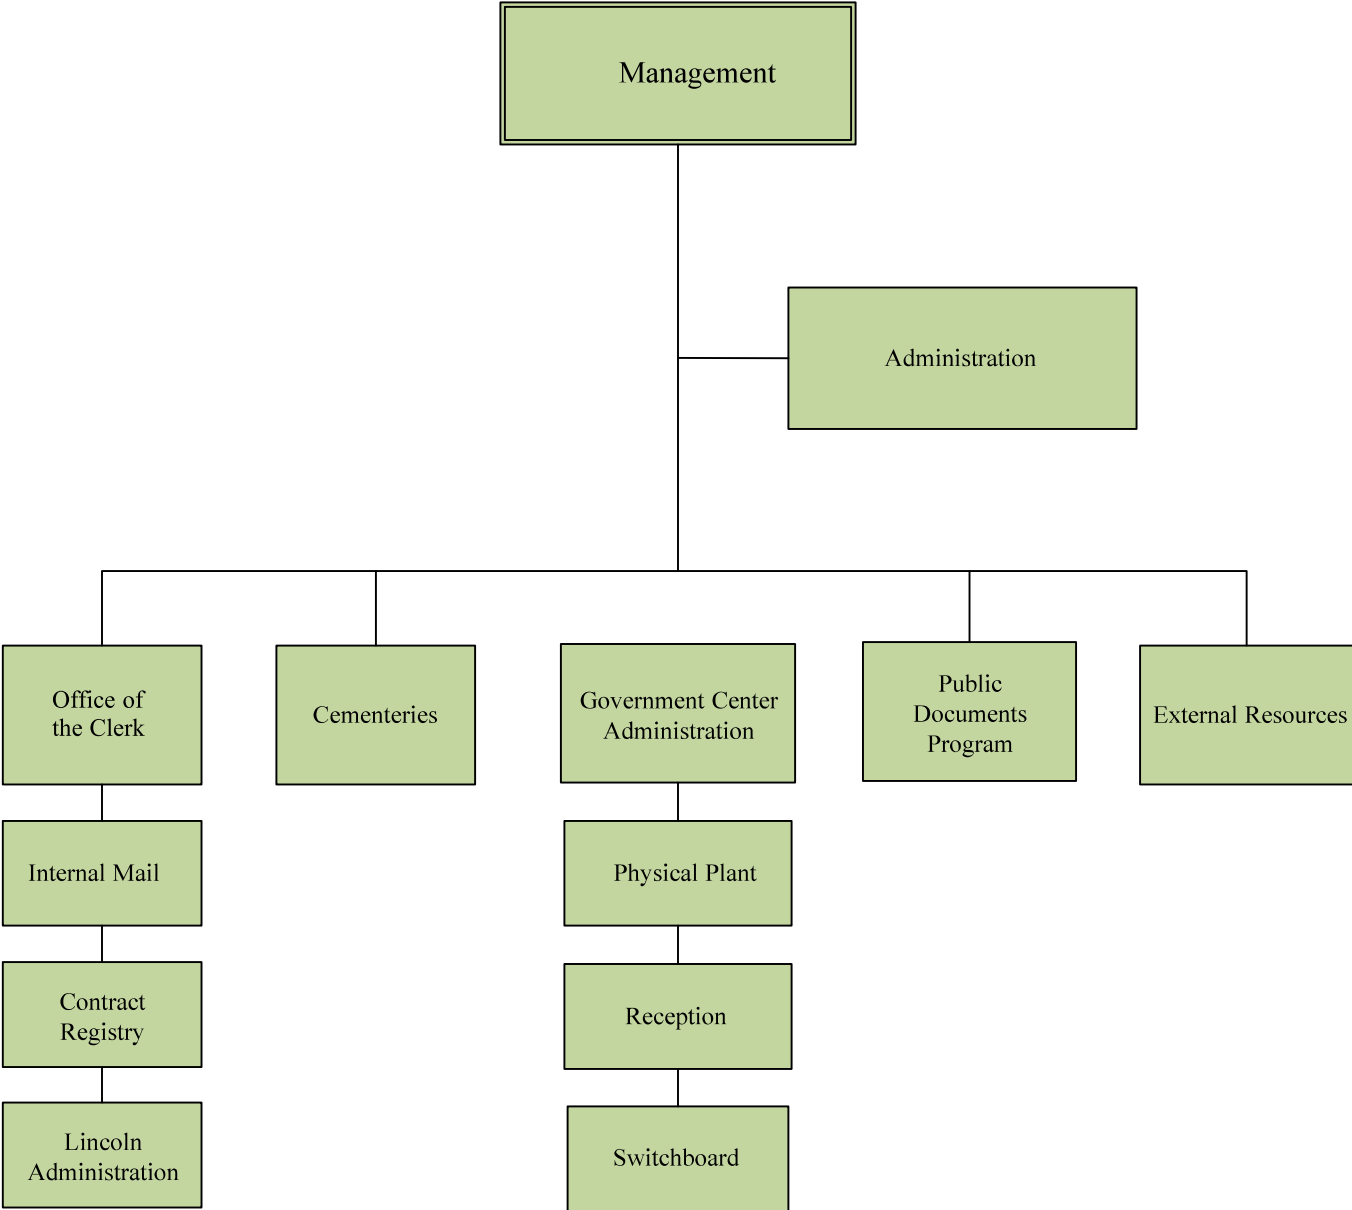 Management
Administration
Office of
the Clerk
Cementeries
Government Center
Administration
Public
Documents
Program
External Resources
Internal Mail
Physical Plant
Contract
Registry
Reception
Lincoln
Administration
Switchboard